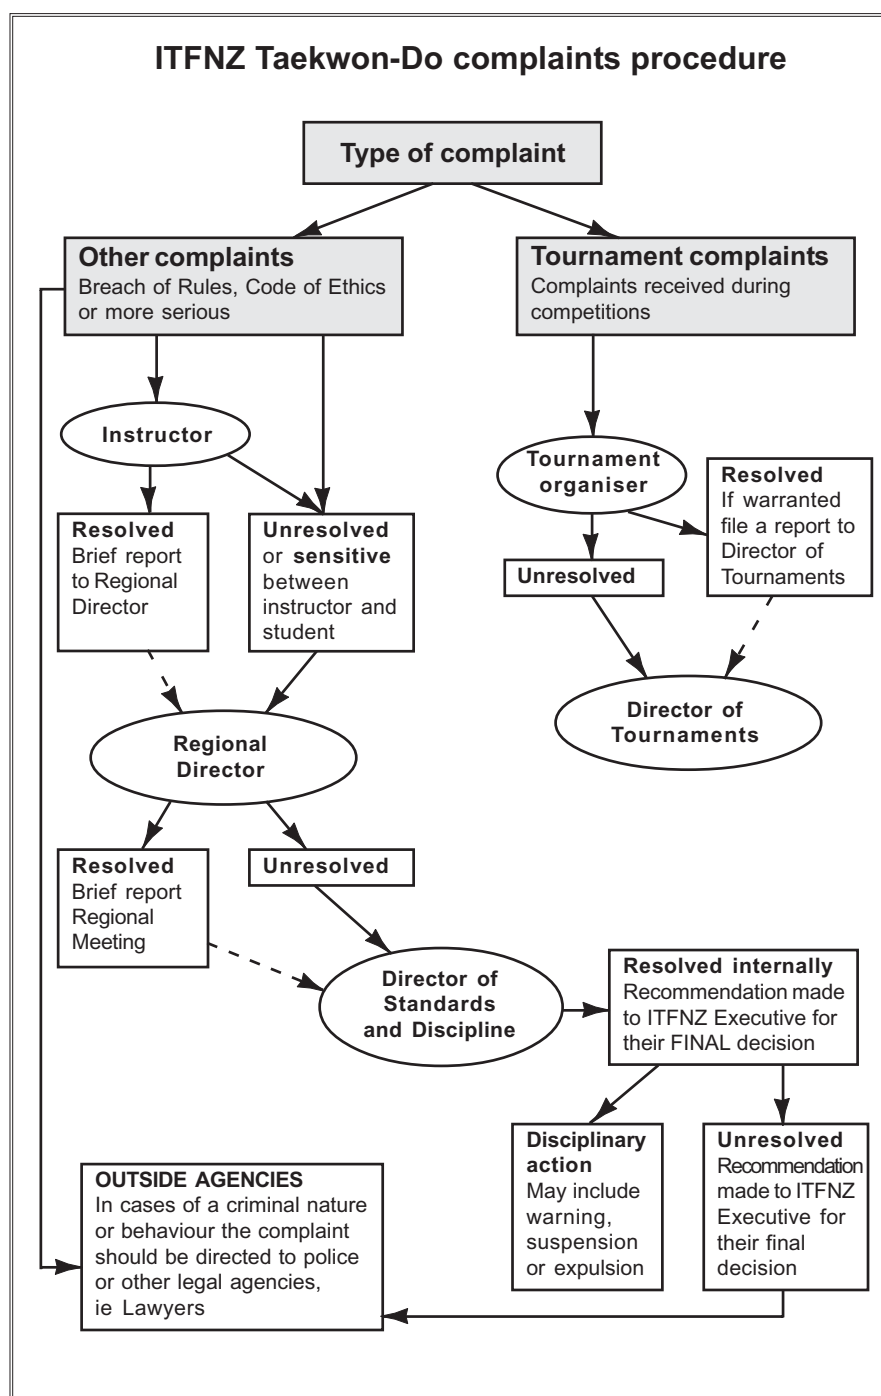 ITFNZ Taekwon-Do complaints procedure
Type of complaint
Other complaints
Breach of Rules, Code of Ethics
or more serious
Tournament complaints
Complaints received during
competitions
Instructor
Tournament
organiser
Resolved
If warranted
file a report to
Director of
Tournaments
Resolved
Brief report
to Regional
Director
Unresolved
or sensitive
between
instructor and
student
Unresolved
Director of
Tournaments
Regional
Director
Resolved
Brief report
Regional
Meeting
Unresolved
Director of
Standards
and Discipline
Resolved internally
Recommendation made
to ITFNZ Executive for
their FINAL decision
Disciplinary
action
May include
warning,
suspension
or expulsion
Unresolved
Recommendation
made to ITFNZ
Executive for
their final
decision
OUTSIDE AGENCIES
In cases of a criminal nature
or behaviour the complaint
should be directed to police
or other legal agencies,
ie Lawyers